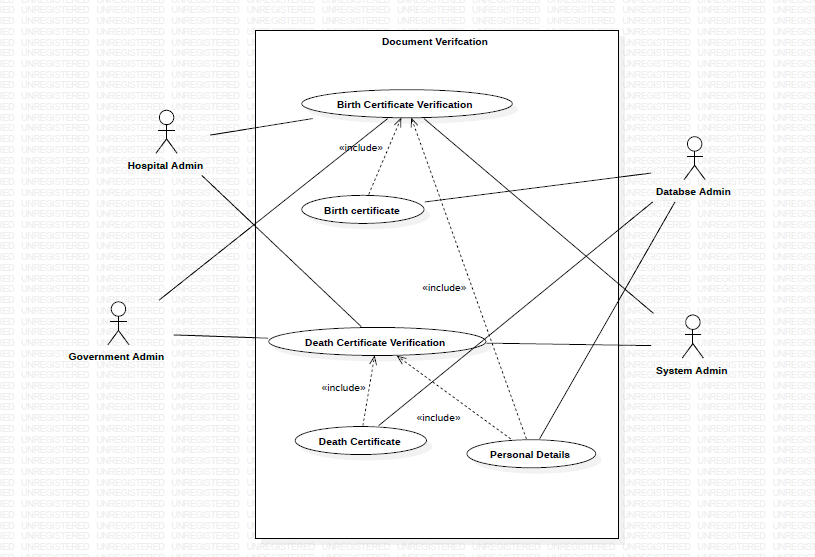 Document Verifcation
Birth Certificate Verification
«include»
Hospital Admin
Databse Admin
Birth certificate
«include»
Government Admin
Death Certificate Verification
System Admin
«include»
«include»
Death Certificate
Personal Details
UNREGISTERED